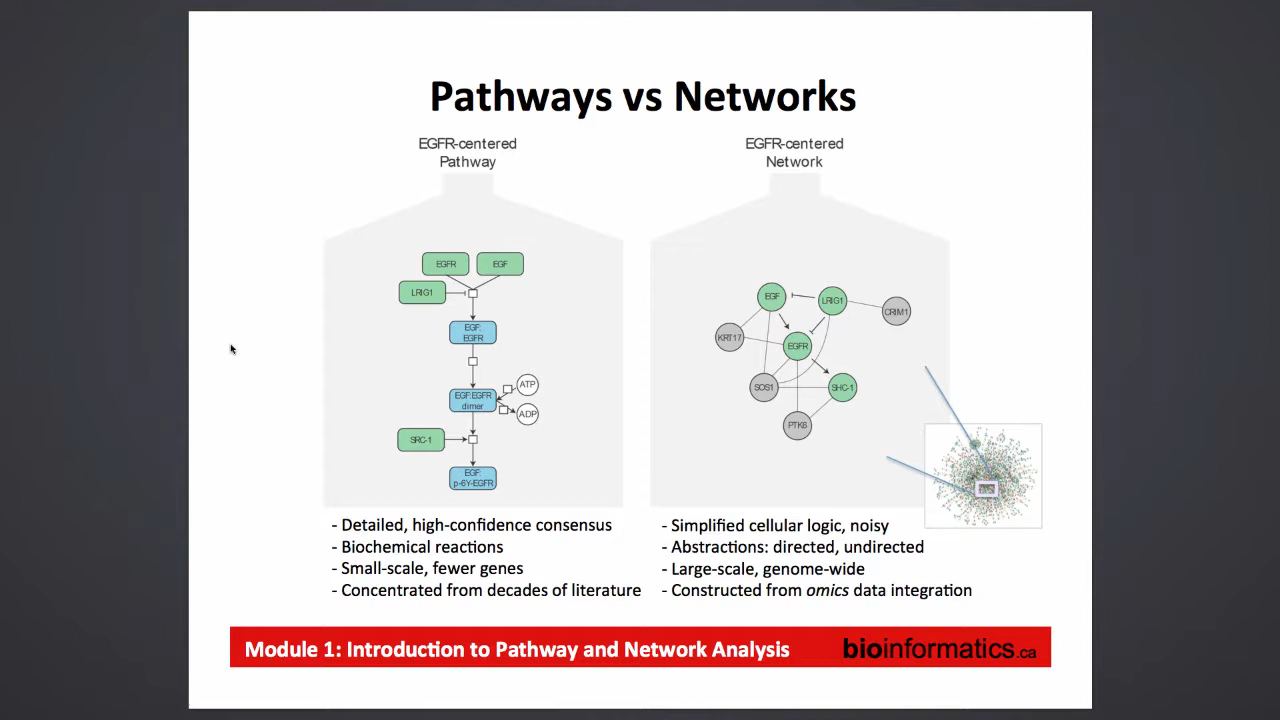 Pathways vs Networks
EGFR-centered
Pathway
EGFR
EGF
LRIG1
EGF:
EGFR
EGF:EGFR
dimer
ATP
ADP
SRC-1
EGF:
p-6Y-EGFR
- Detailed, high-confidence consensus
- Biochemical reactions
- Small-scale, fewer genes
- Concentrated from decades of literature
EGFR-centered
Network
EGF
LRIG1
CRIM1
KRT17
EGFR
SOS1
SHC-1
PTK6
- Simplified cellular logic, noisy
- Abstractions: directed, undirected
- Large-scale, genome-wide
- Constructed from omics data integration
Module 1: Introduction to Pathway and Network Analysis
bioinformatics.ca